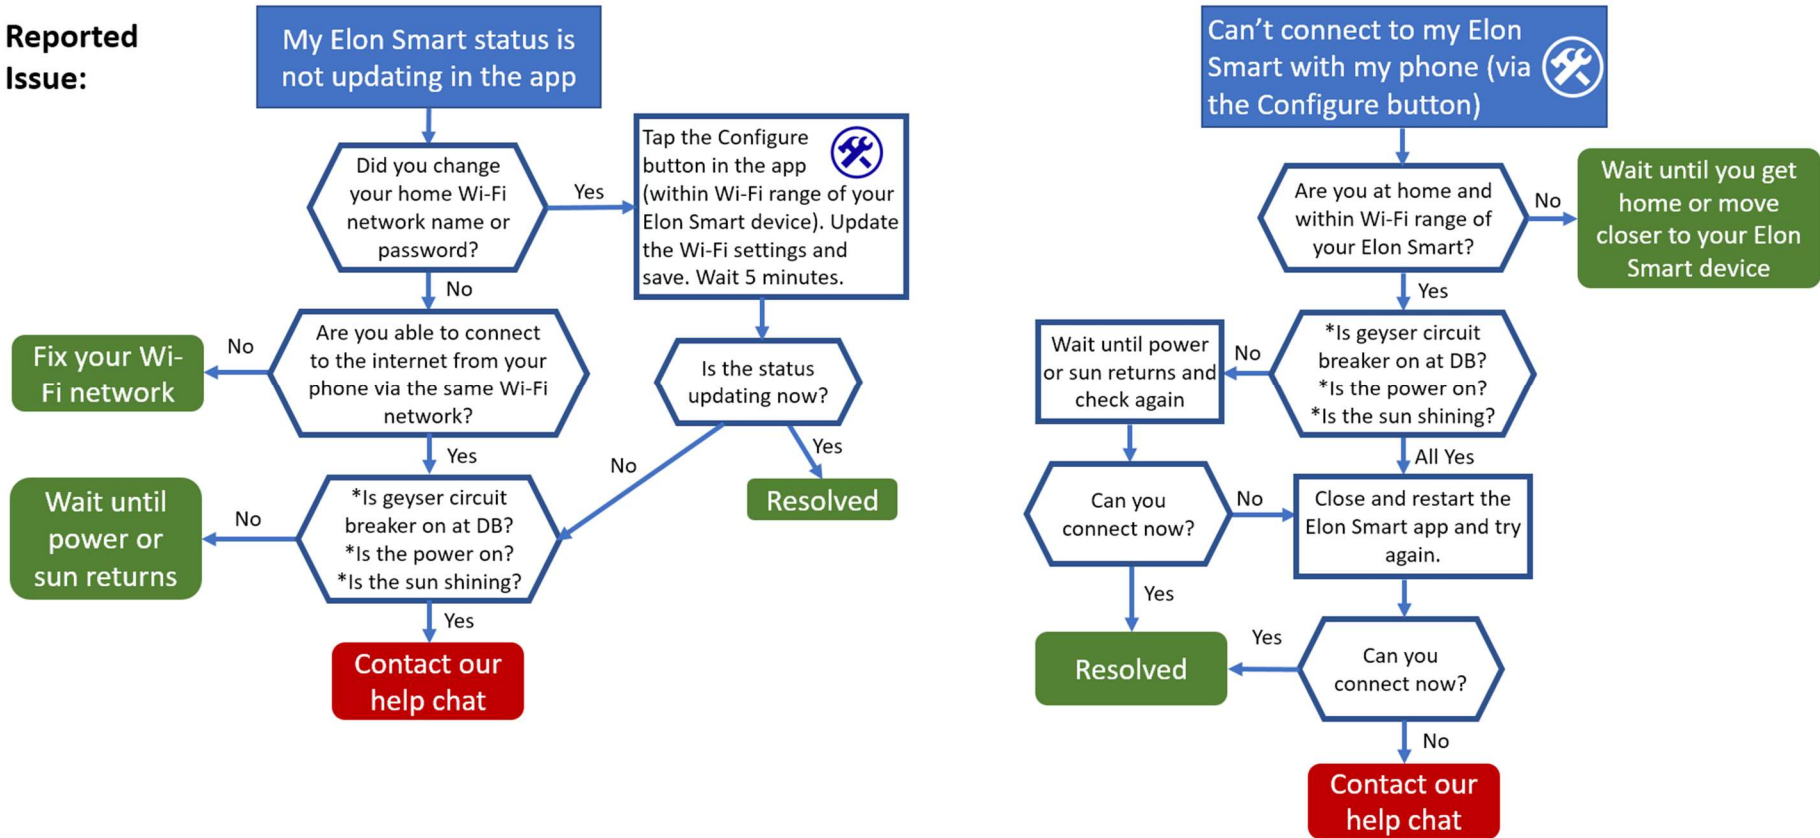 Reported
Issue:
My Elon Smart status is
not updating in the app
Did you change
your home Wi-Fi
network name or
password?
Yes
Tap the Configure
button in the app
(within Wi-Fi range of your
Elon Smart device). Update
the Wi-Fi settings and
save. Wait 5 minutes.
No
Are you able to connect
to the internet from your
phone via the same Wi-Fi
network?
No
Fix your Wi-
Fi network
Is the status
updating now?
Yes
Resolved
No
Yes
*Is geyser circuit
breaker on at DB?
*Is the power on?
*Is the sun shining?
No
Wait until
power or
sun returns
Yes
Contact our
help chat
Can't connect to my Elon
Smart with my phone (via
the Configure button)
Are you at home and
within Wi-Fi range of
your Elon Smart?
No
Wait until you get
home or move
closer to your Elon
Smart device
Yes
*Is geyser circuit
breaker on at DB?
*Is the power on?
*Is the sun shining?
No
Wait until power
or sun returns and
check again
All Yes
Can you
connect now?
No
Close and restart the
Elon Smart app and try
again.
Yes
Resolved
Yes
Can you
connect now?
No
Contact our
help chat